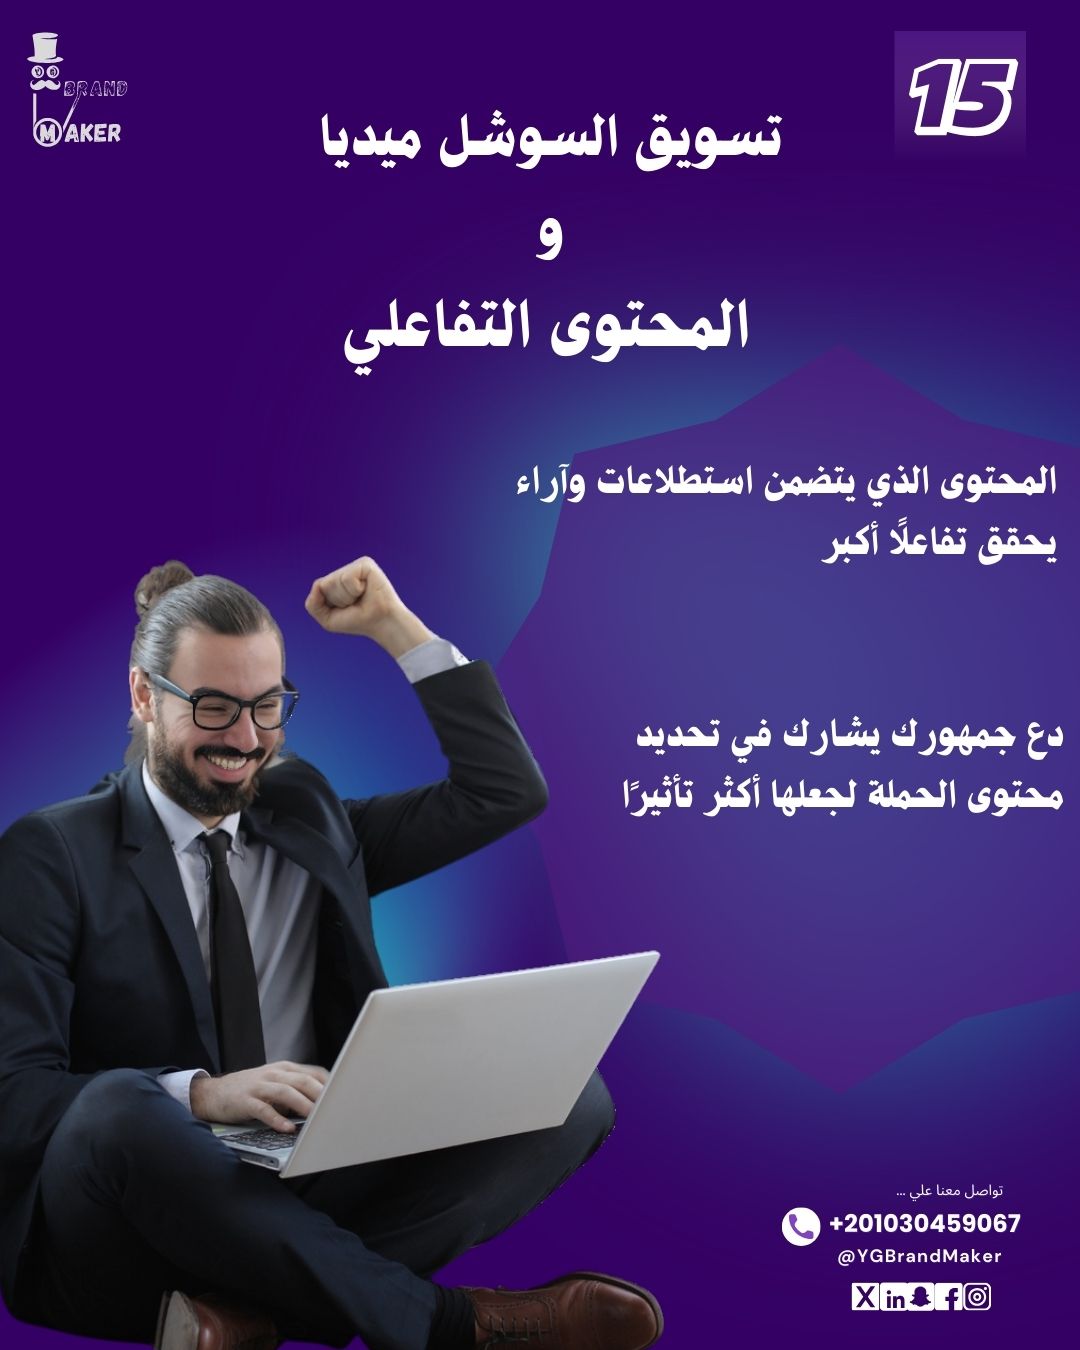 BRAND
MAKER
15
تسويق السوشل ميديا
و
المحتوى التفاعلي
المحتوى الذي يتضمن استطلاعات وآراء
يحقق تفاعلًا أكبر
دع جمهورك يشارك في تحديد
محتوى الحملة لجعلها أكثر تأثيرًا
تواصل معنا علي ...
+201030459067
@YGBrandMaker